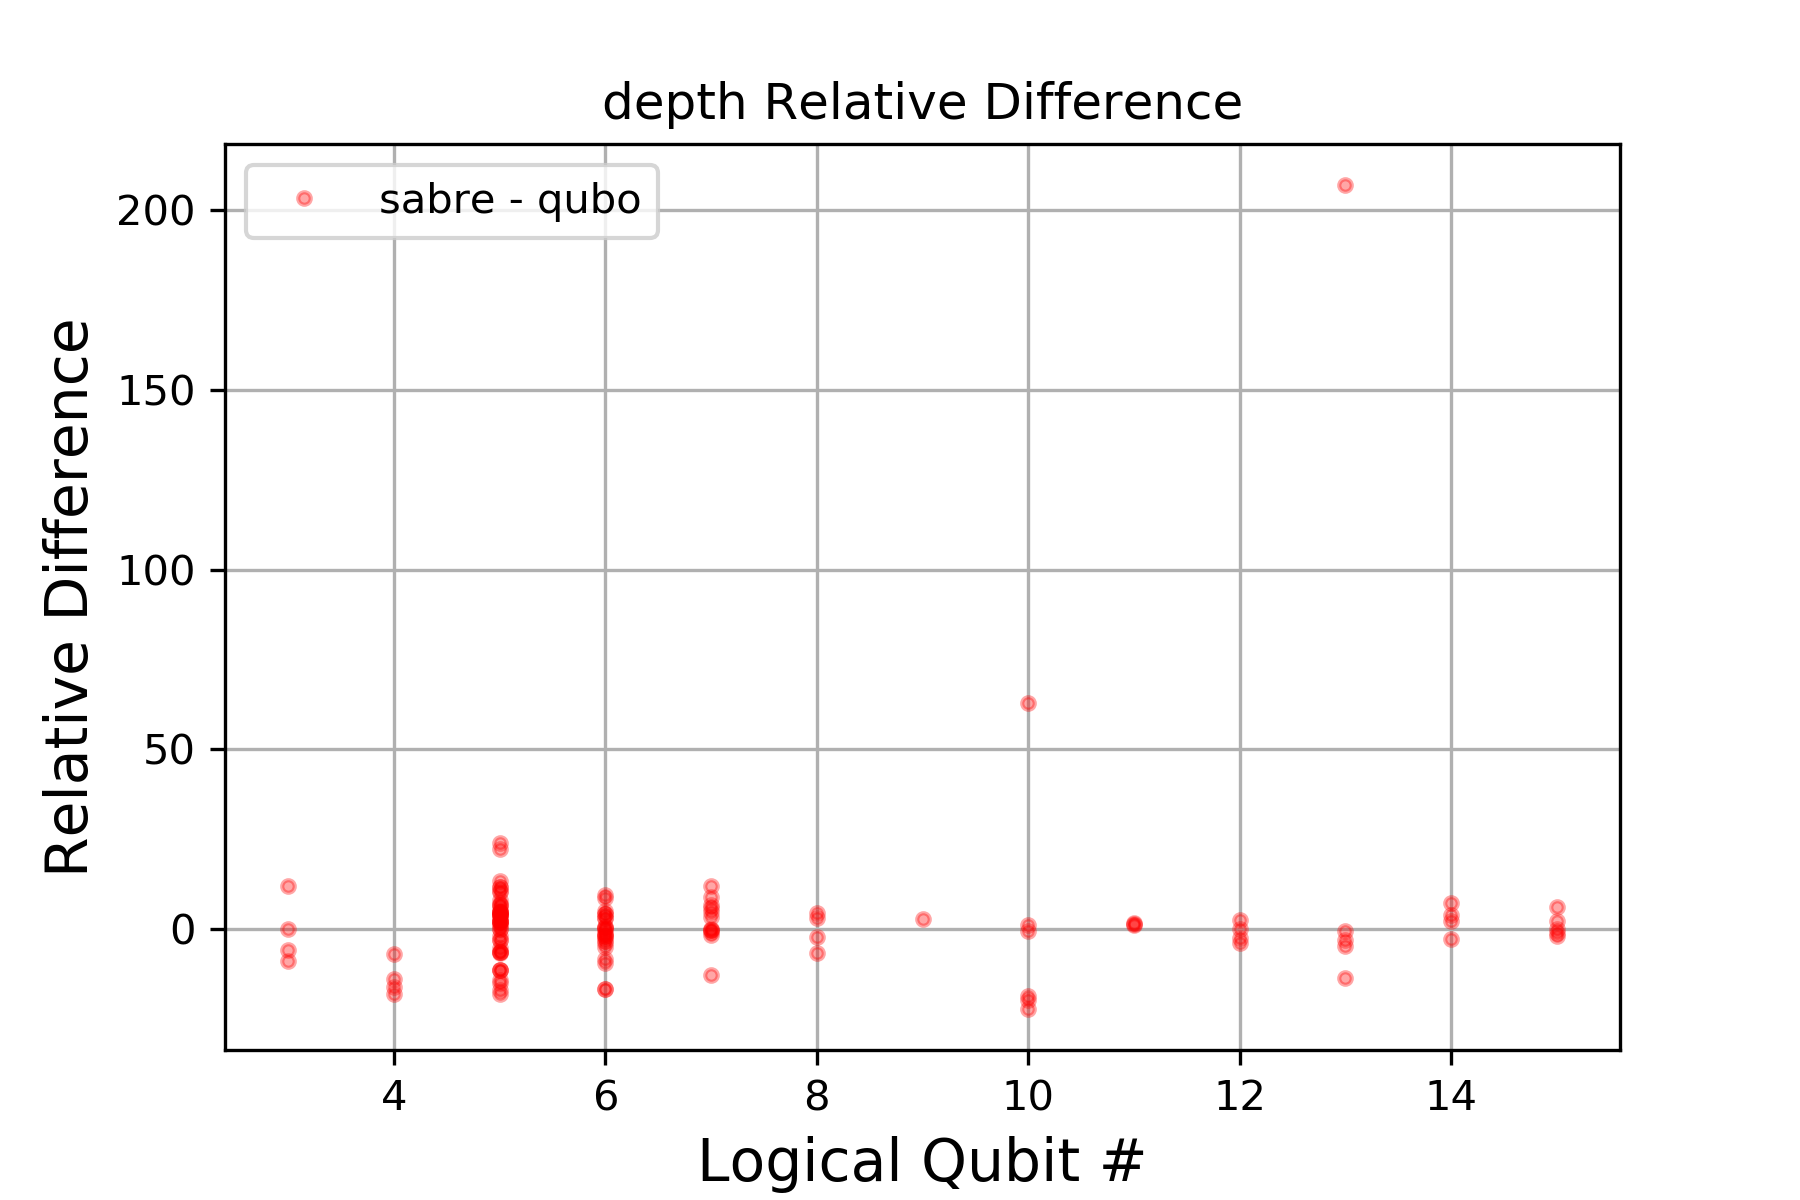 depth Relative Difference
sabre - qubo
Relative Difference
200
150
100
50
0
4 6 8 10 12 14
Logical Qubit #